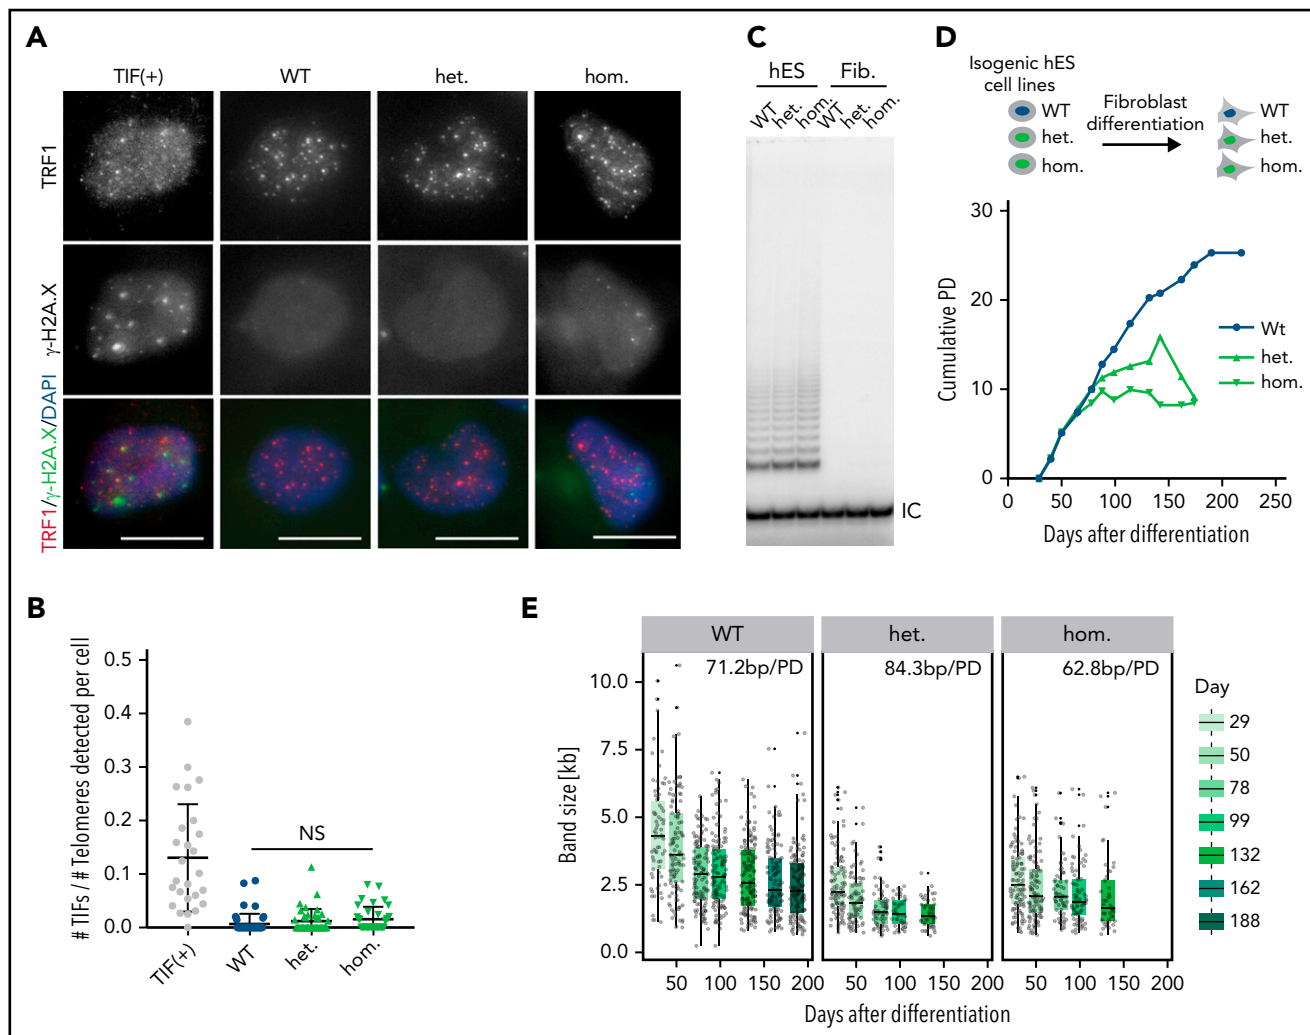 A
TIF(+)
WT
het.
hom.
TRF1
γ-H2A.X
TRF1/γ-H2A.X/DAPI
B
# TIFs / # Telomeres detected per cell
0.5
0.4
0.3
0.2
0.1
0.0
NS
TIF(+)
WT
het.
hom.
C
hES Fib.
WT het. hom. WT het. hom.
IC
D
Isogenic hES
cell lines
WT
het.
hom.
Fibroblast
differentiation
WT
het.
hom.
Cumulative PD
30
20
10
0
0 50 100 150 200 250
Days after differentiation
Wt
het.
hom.
E
WT het. hom.
71.2bp/PD 84.3bp/PD 62.8bp/PD
Band size [kb]
10.0
7.5
5.0
2.5
0.0
50 100 150 200 50 100 150 200 50 100 150 200
Days after differentiation
Day
29
50
78
99
132
162
188